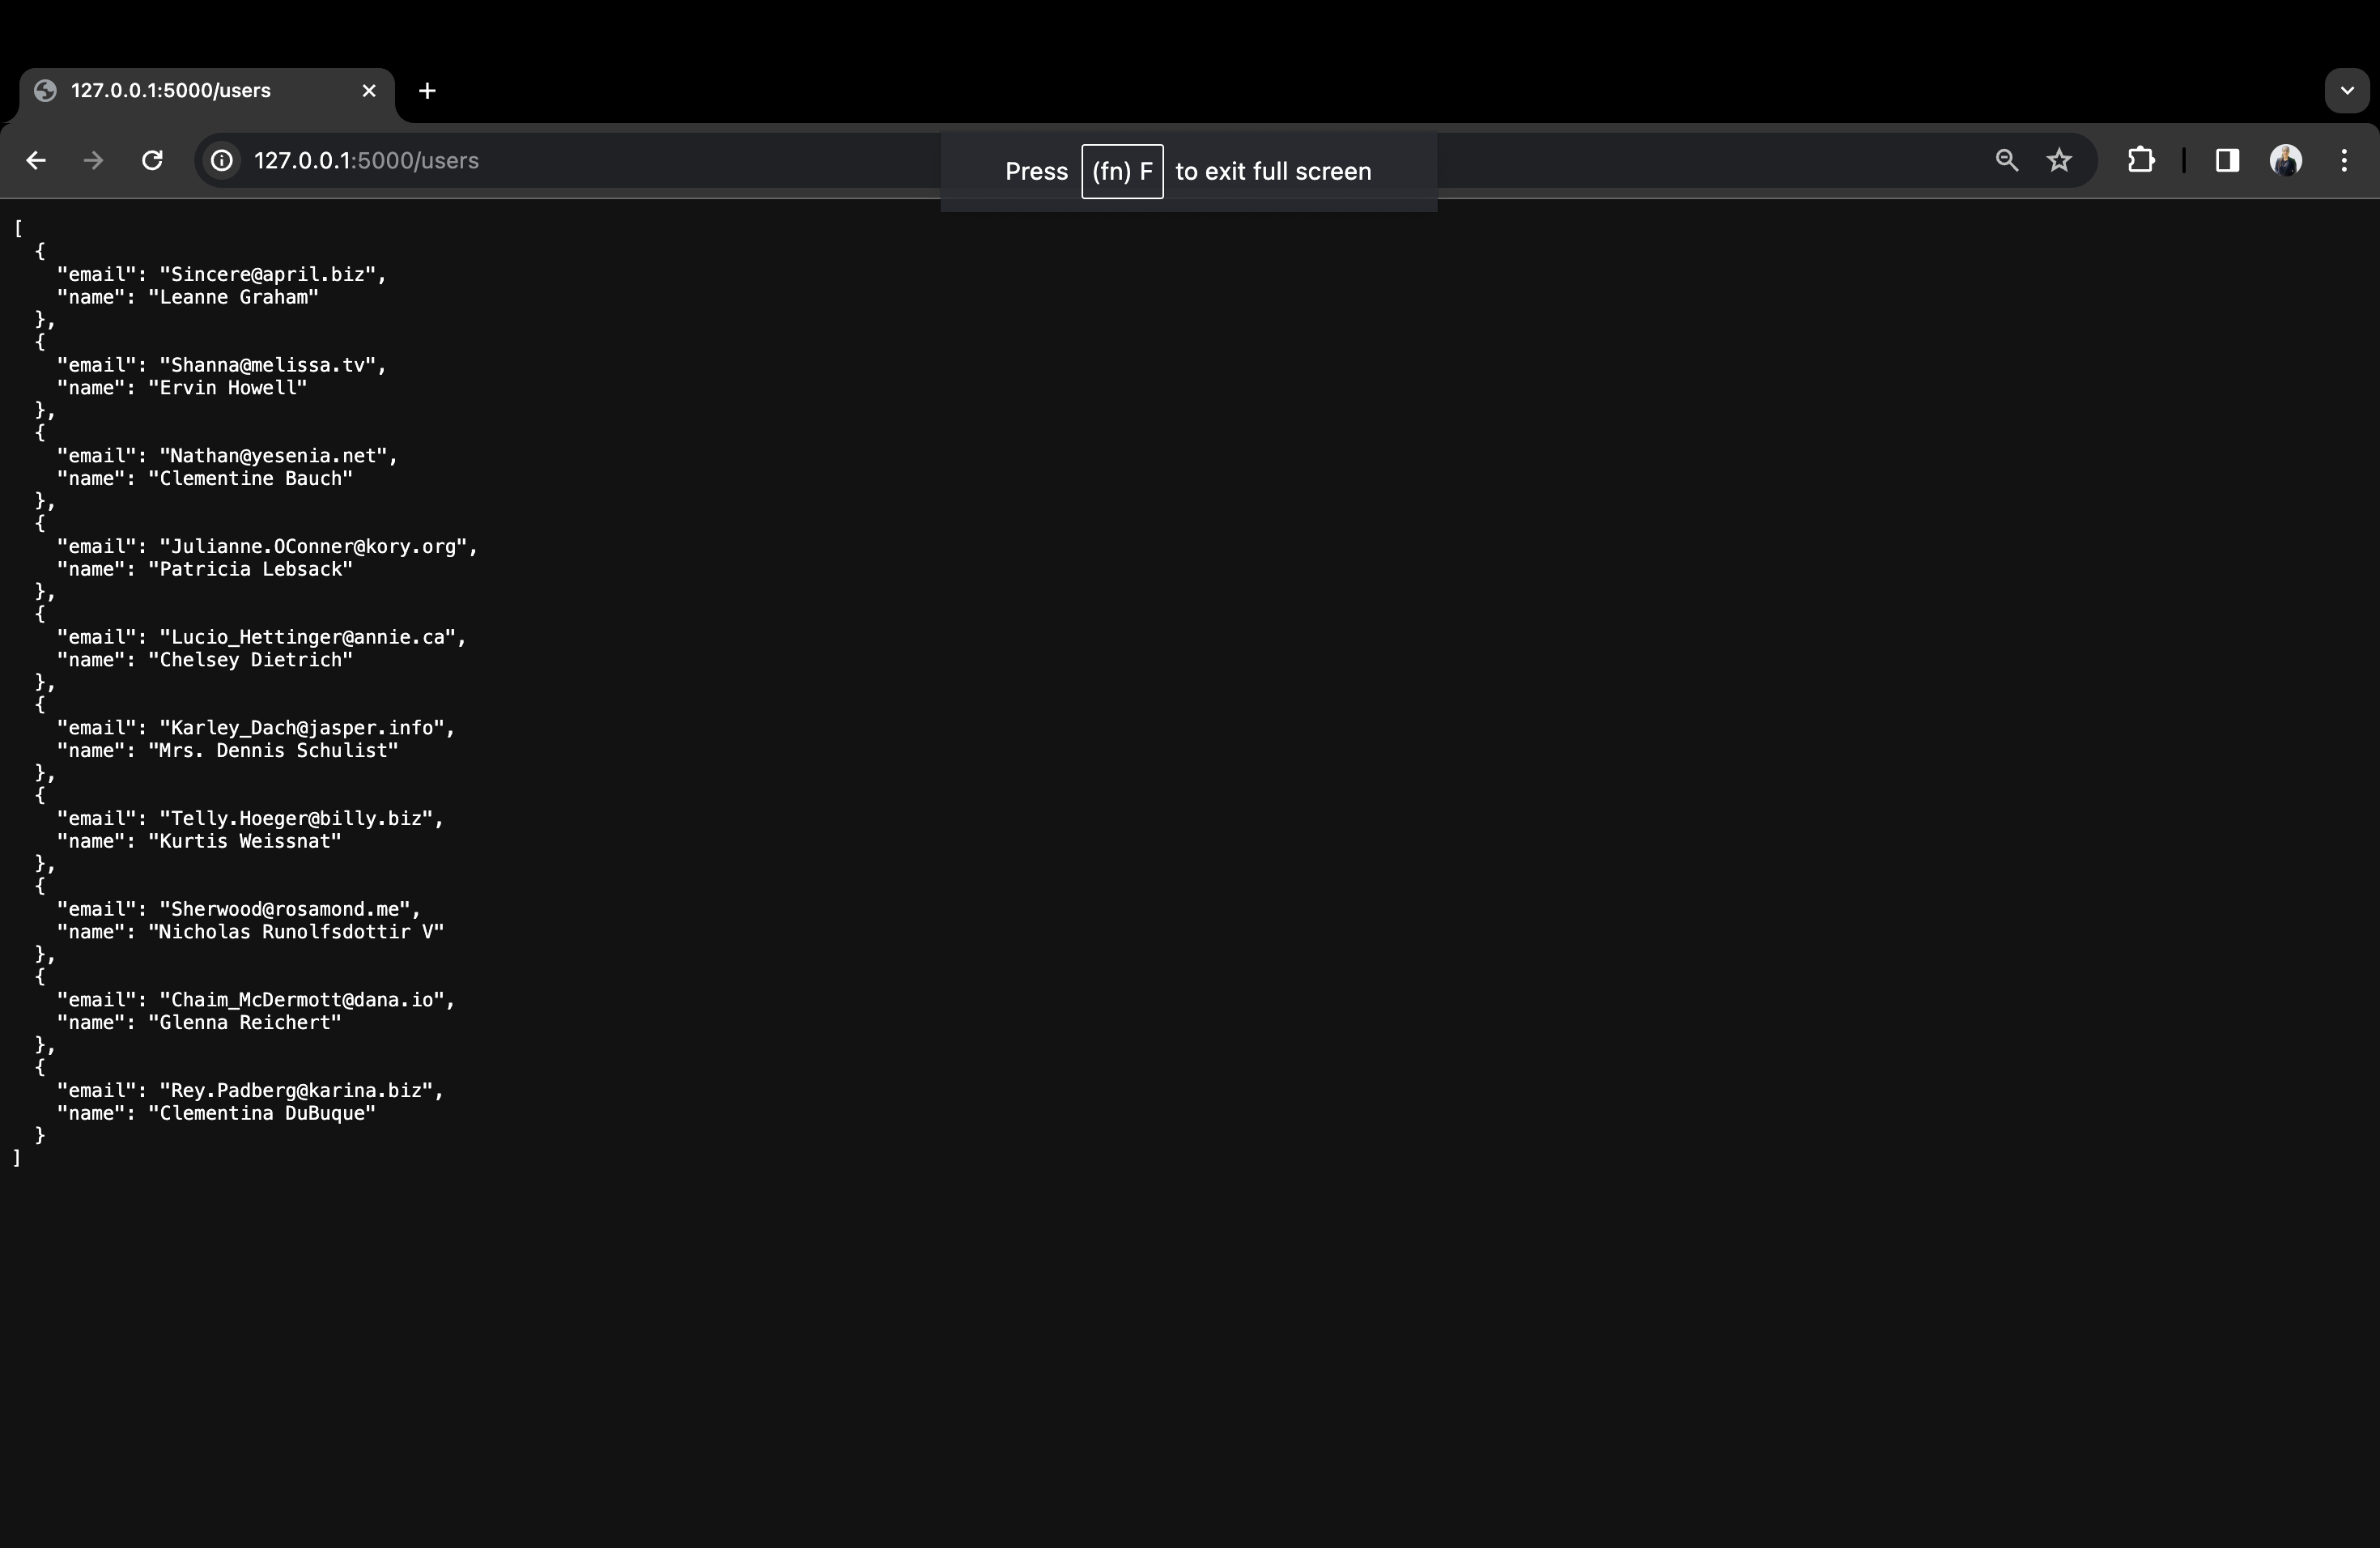 127.0.0.1:5000/users
127.0.0.1:5000/users
Press (fn) F to exit full screen
[
  {
    "email": "Sincere@april.biz",
    "name": "Leanne Graham"
  },
  {
    "email": "Shanna@melissa.tv",
    "name": "Ervin Howell"
  },
  {
    "email": "Nathan@yesenia.net",
    "name": "Clementine Bauch"
  },
  {
    "email": "Julianne.OConner@kory.org",
    "name": "Patricia Lebsack"
  },
  {
    "email": "Lucio_Hettinger@annie.ca",
    "name": "Chelsey Dietrich"
  },
  {
    "email": "Karley_Dach@jasper.info",
    "name": "Mrs. Dennis Schulist"
  },
  {
    "email": "Telly.Hoeger@billy.biz",
    "name": "Kurtis Weissnat"
  },
  {
    "email": "Sherwood@rosamond.me",
    "name": "Nicholas Runolfsdottir V"
  },
  {
    "email": "Chaim_McDermott@dana.io",
    "name": "Glenna Reichert"
  },
  {
    "email": "Rey.Padberg@karina.biz",
    "name": "Clementina DuBuque"
  }
]